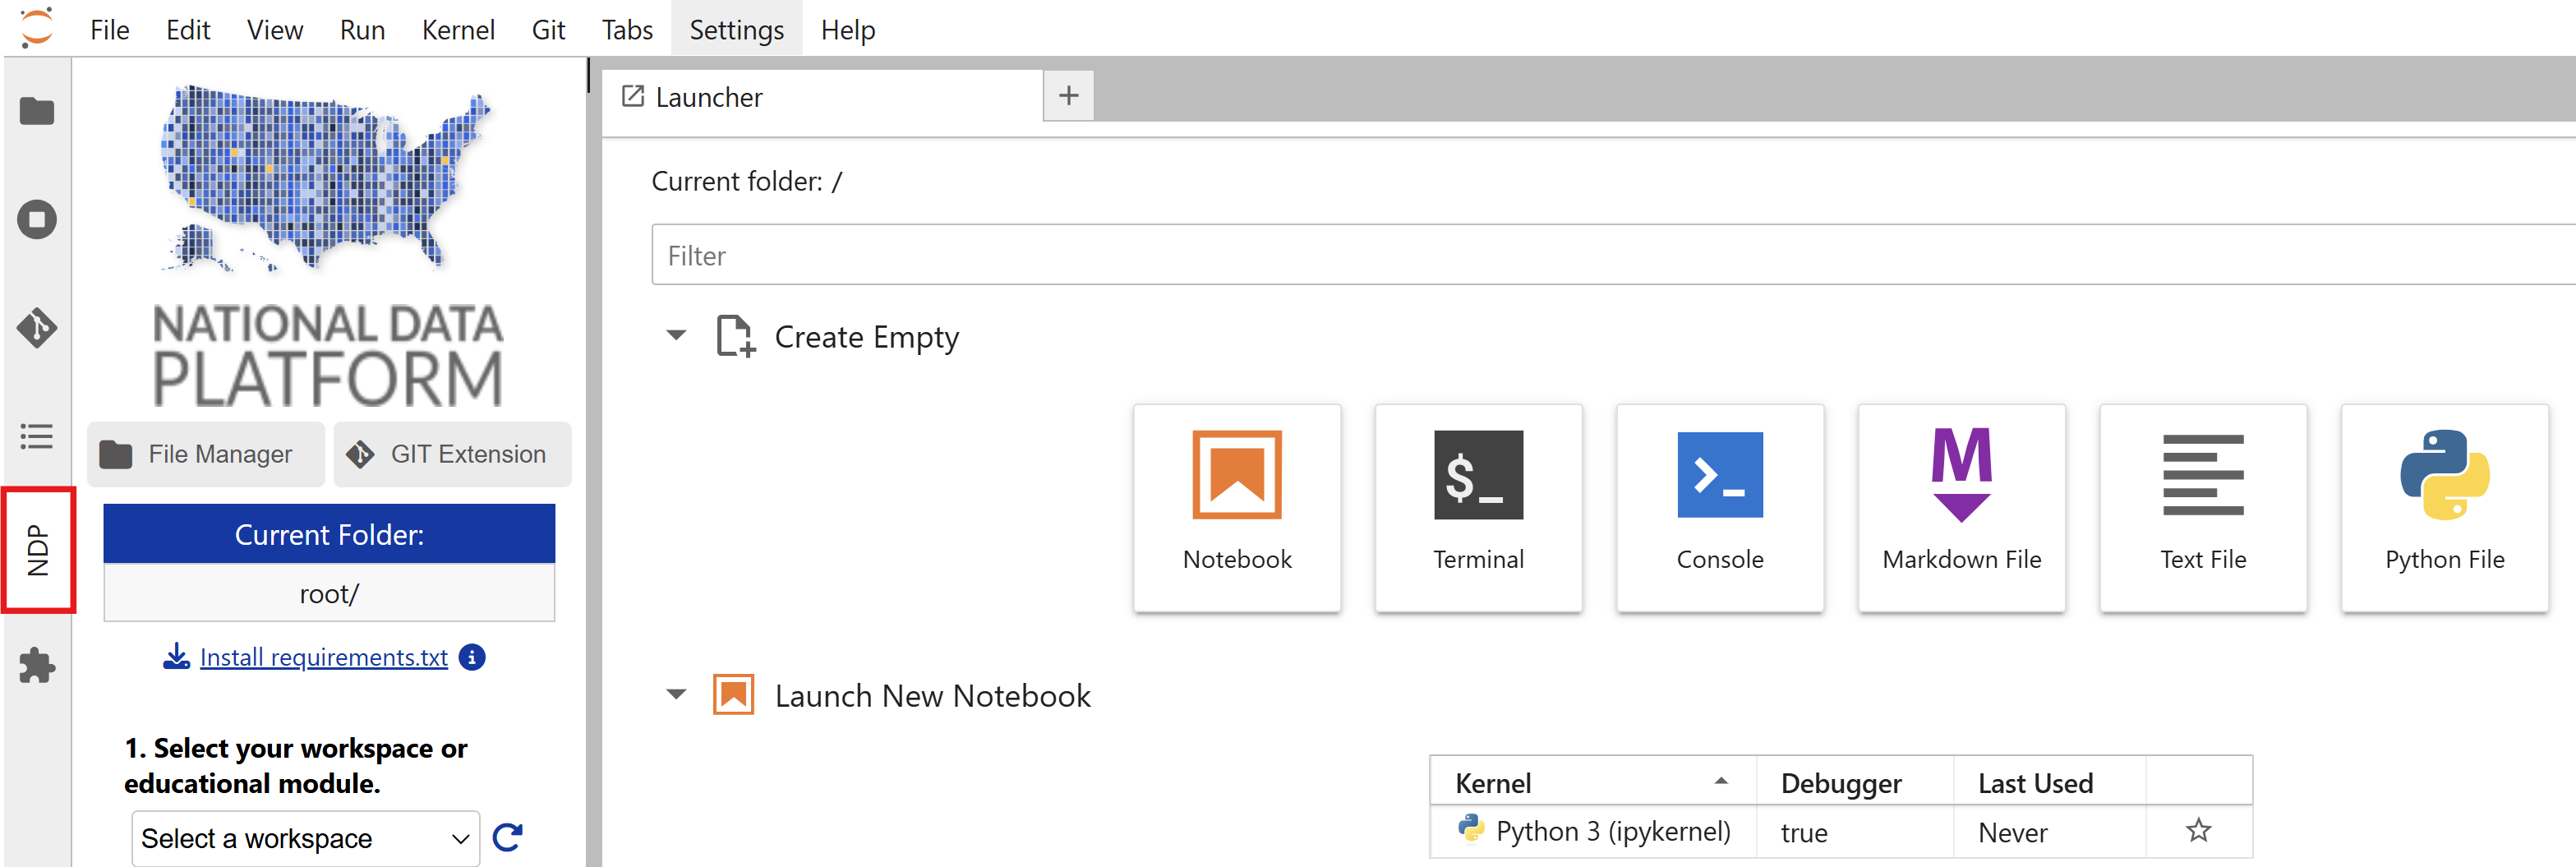 File Edit View Run Kernel Git Tabs Settings Help
NATIONAL DATA
PLATFORM
File Manager GIT Extension
NDP
Current Folder:
root/
Install requirements.txt
1. Select your workspace or
educational module.
Select a workspace
Launcher
Current folder: /
Filter
Create Empty
Notebook Terminal Console Markdown File Text File Python File
Launch New Notebook
Kernel Debugger Last Used
Python 3 (ipykernel) true Never